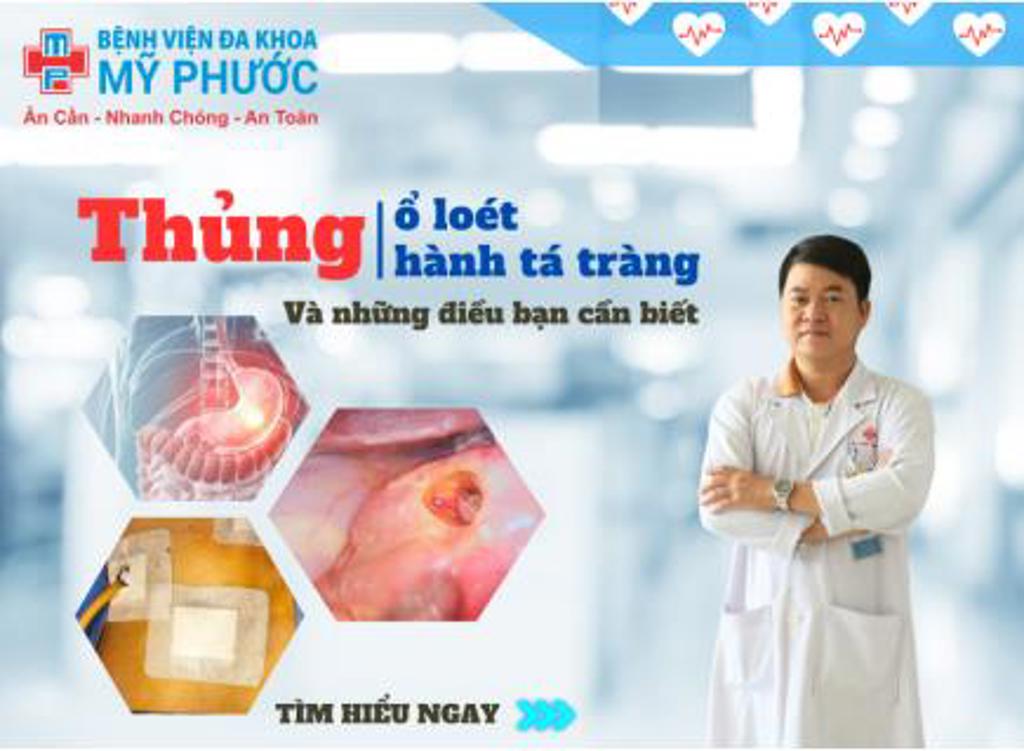 BỆNH VIỆN ĐA KHOA
MỸ PHƯỚC
Ân Cần - Nhanh Chóng - An Toàn
Thủng
ổ loét
hành tá tràng
Và những điều bạn cần biết
TÌM HIỂU NGAY